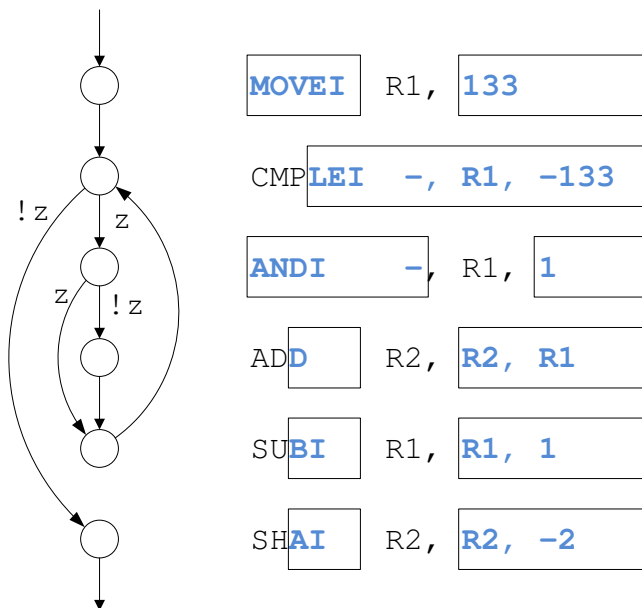 MOVEI R1, 133
CMPLEI -, R1, -133
!z z
ANDI -, R1, 1
z !z
ADD R2, R2, R1
SUBI R1, R1, 1
SHAI R2, R2, -2